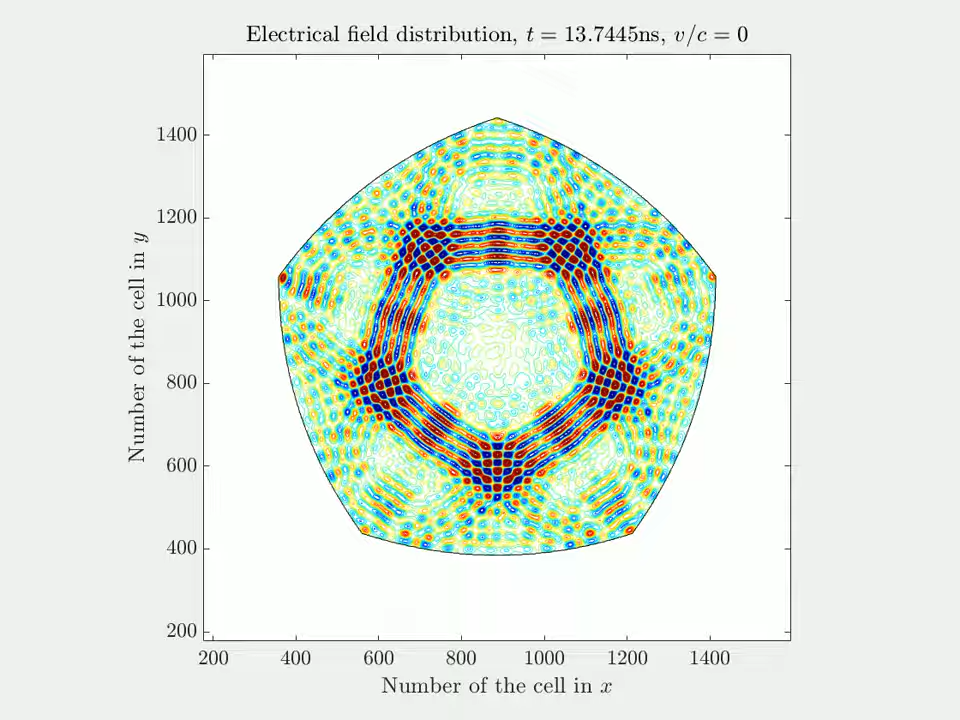 Electrical field distribution, t = 13.7445ns, v/c = 0
1400
1200
1000
800
600
400
200
Number of the cell in y
200 400 600 800 1000 1200 1400
Number of the cell in x